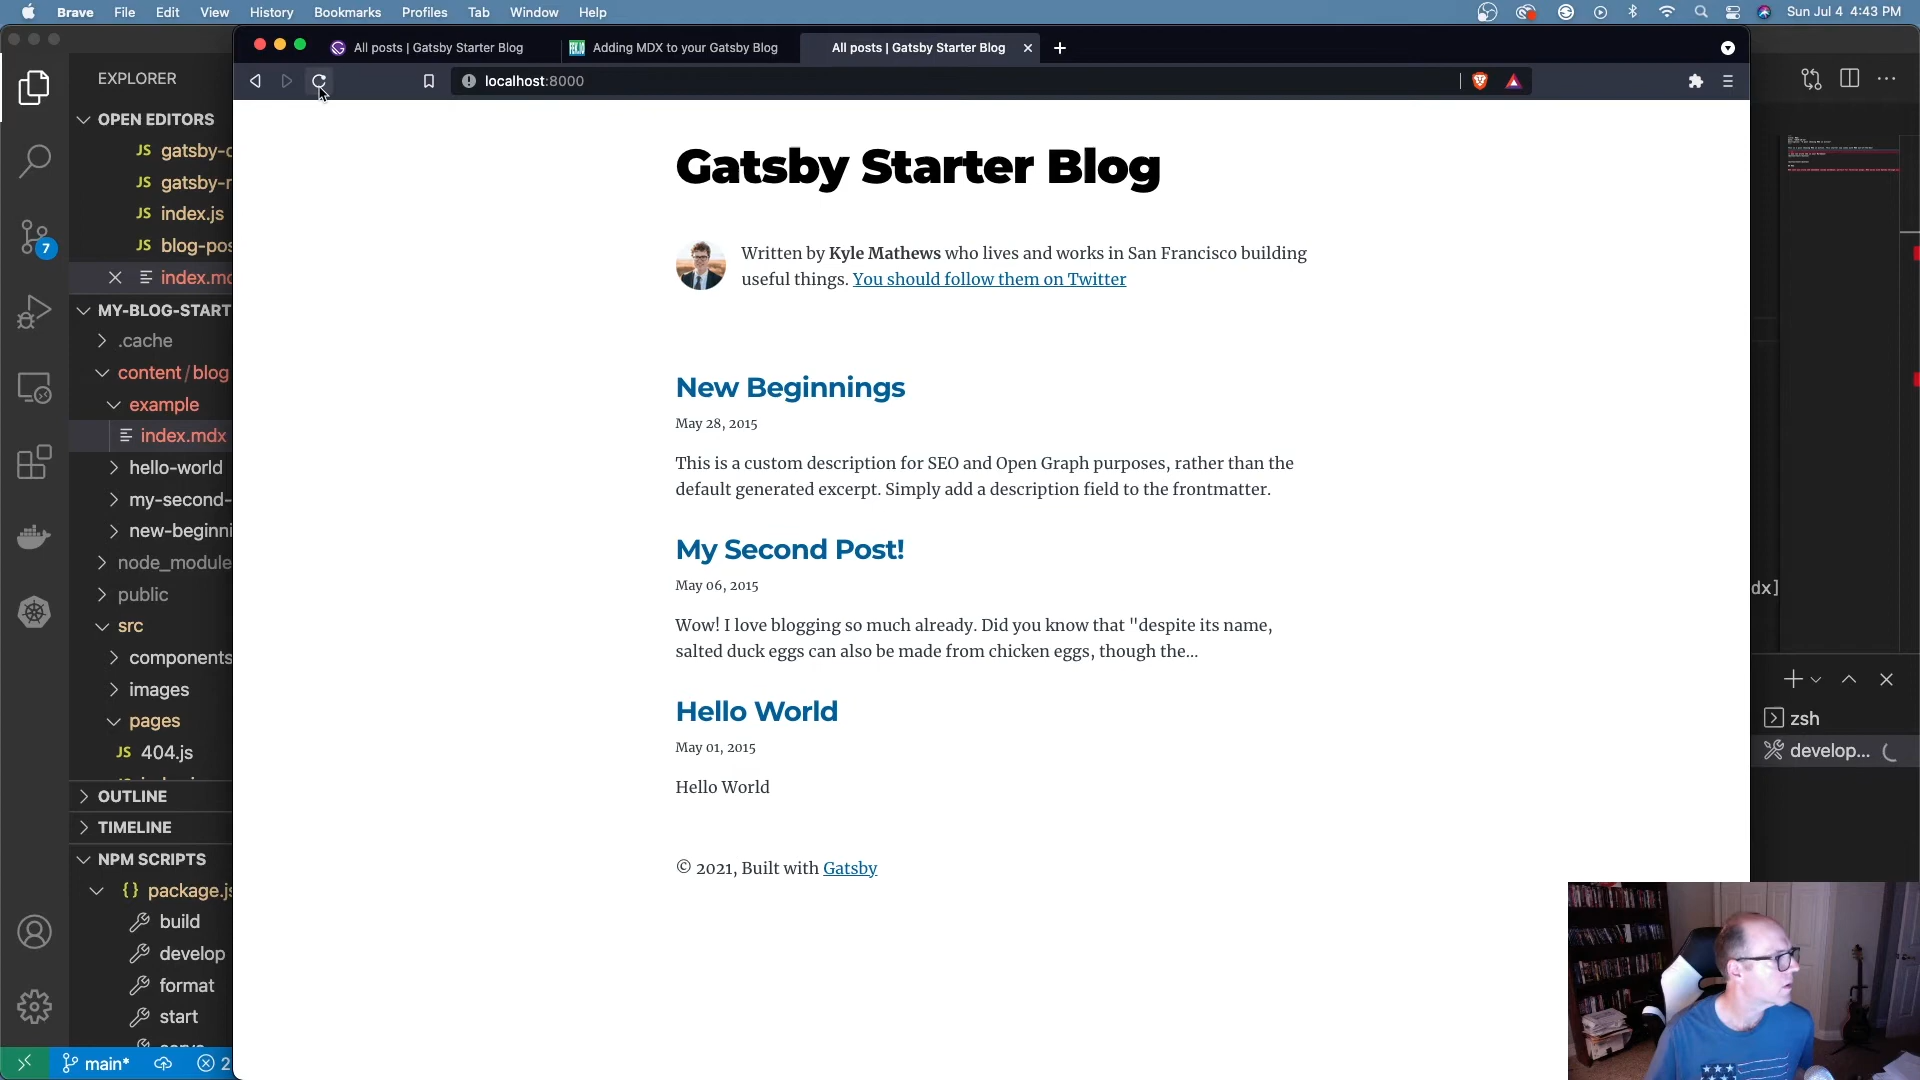 Brave File Edit View History Bookmarks Profiles Tab Window Help
Sun Jul 4 4:43 PM
EXPLORER
All posts | Gatsby Starter Blog
Adding MDX to your Gatsby Blog
All posts | Gatsby Starter Blog
localhost:8000
OPEN EDITORS
JS gatsby-c
JS gatsby-n
JS index.js
JS blog-pos
index.md
MY-BLOG-START
.cache
content/blog
example
index.mdx
hello-world
my-second-
new-beginni
node_module
public
src
components
images
pages
JS 404.js
OUTLINE
TIMELINE
NPM SCRIPTS
{} package.js
build
develop
format
start
7
main*
2
Gatsby Starter Blog
Written by Kyle Mathews who lives and works in San Francisco building
useful things. You should follow them on Twitter
New Beginnings
May 28, 2015
This is a custom description for SEO and Open Graph purposes, rather than the
default generated excerpt. Simply add a description field to the frontmatter.
My Second Post!
May 06, 2015
Wow! I love blogging so much already. Did you know that "despite its name,
salted duck eggs can also be made from chicken eggs, though the...
Hello World
May 01, 2015
Hello World
© 2021, Built with Gatsby
dx]
zsh
develop...